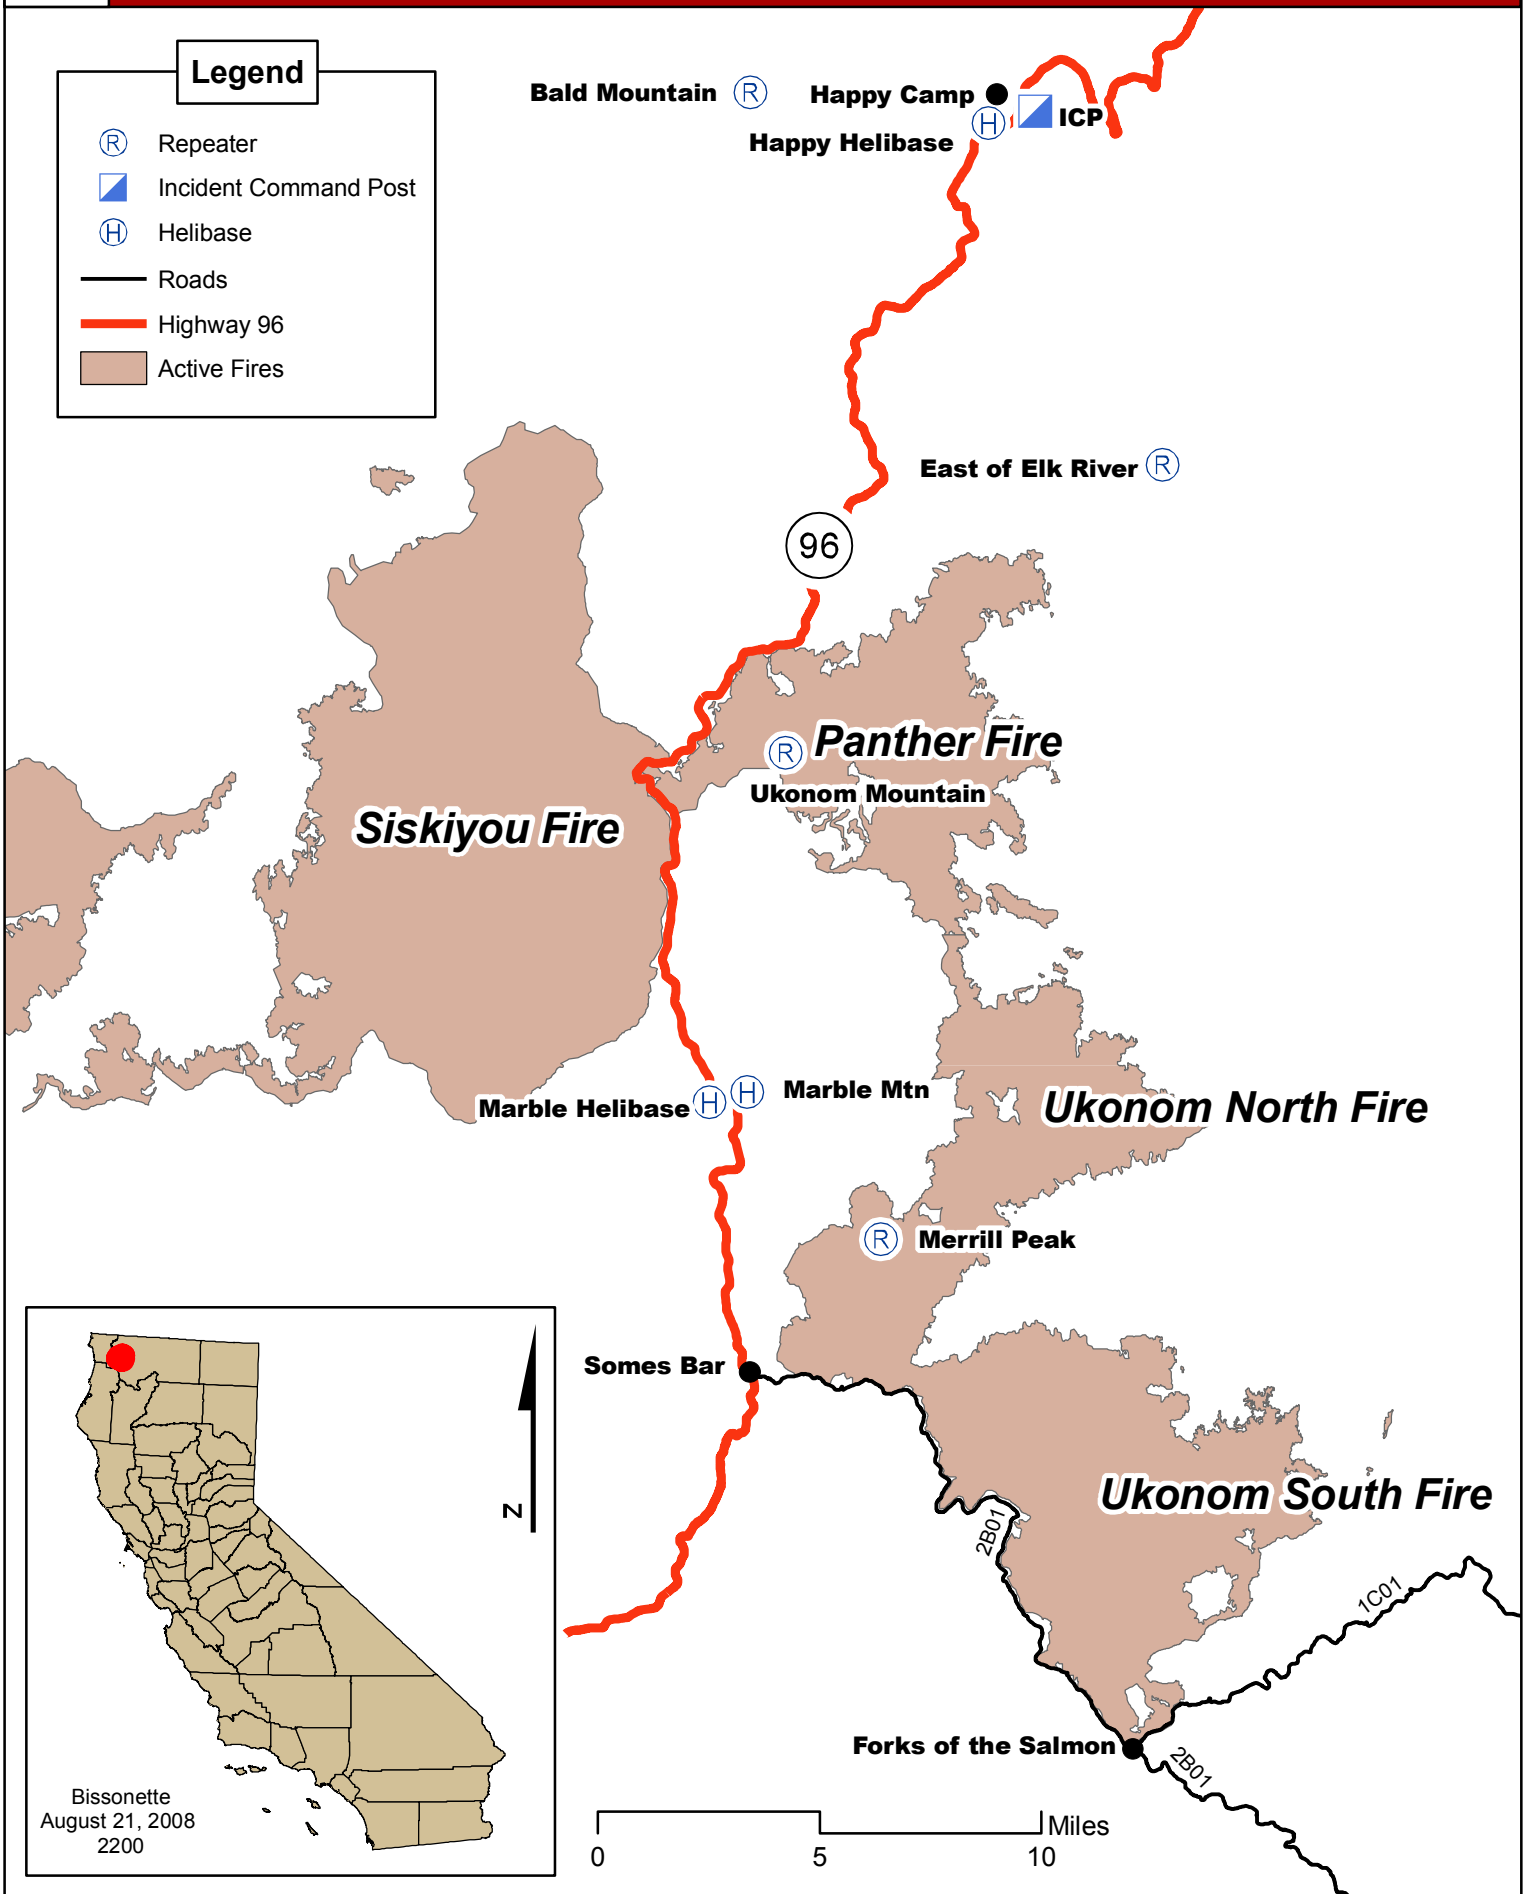 Legend
R Repeater
Incident Command Post
H Helibase
Roads
Highway 96
Active Fires
Bald Mountain R
Happy Camp
ICP
H
Happy Helibase
East of Elk River R
96
Panther Fire
R
Ukonom Mountain
Siskiyou Fire
Marble Helibase H
H Marble Mtn
Ukonom North Fire
R Merrill Peak
Somes Bar
Ukonom South Fire
2B01
1C01
Forks of the Salmon
2B01
N
Bissonette
August 21, 2008
2200
Miles
0 5 10